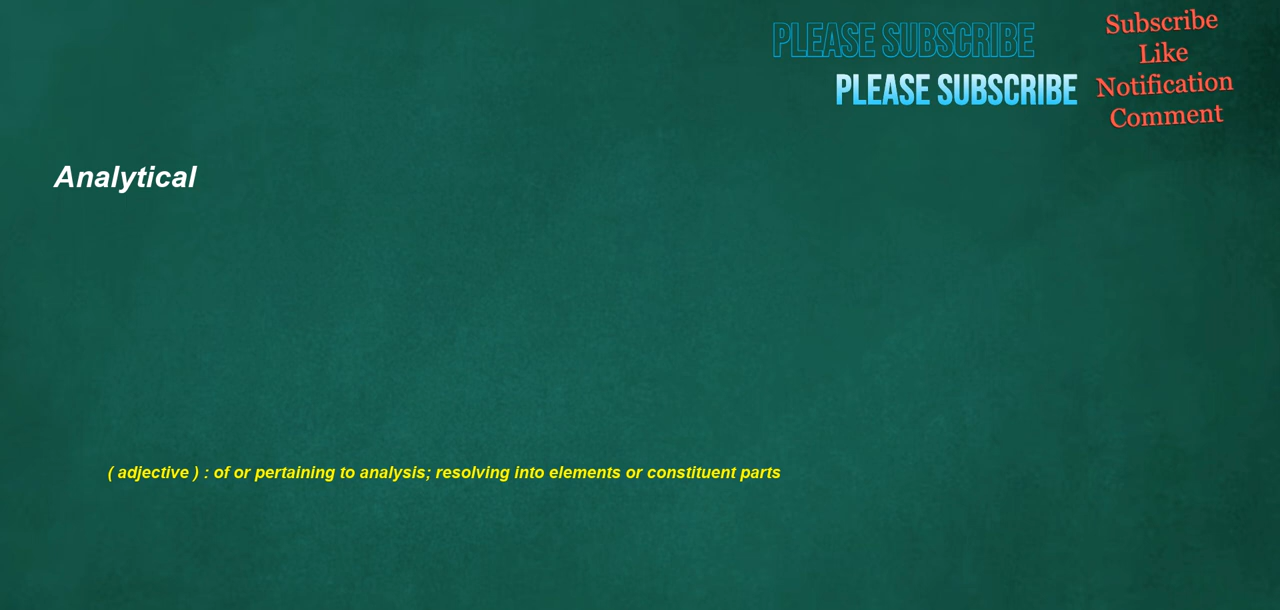 PLEASE SUBSCRIBE
PLEASE SUBSCRIBE
Subscribe
Like
Notification
Comment
Analytical
( adjective ) : of or pertaining to analysis; resolving into elements or constituent parts